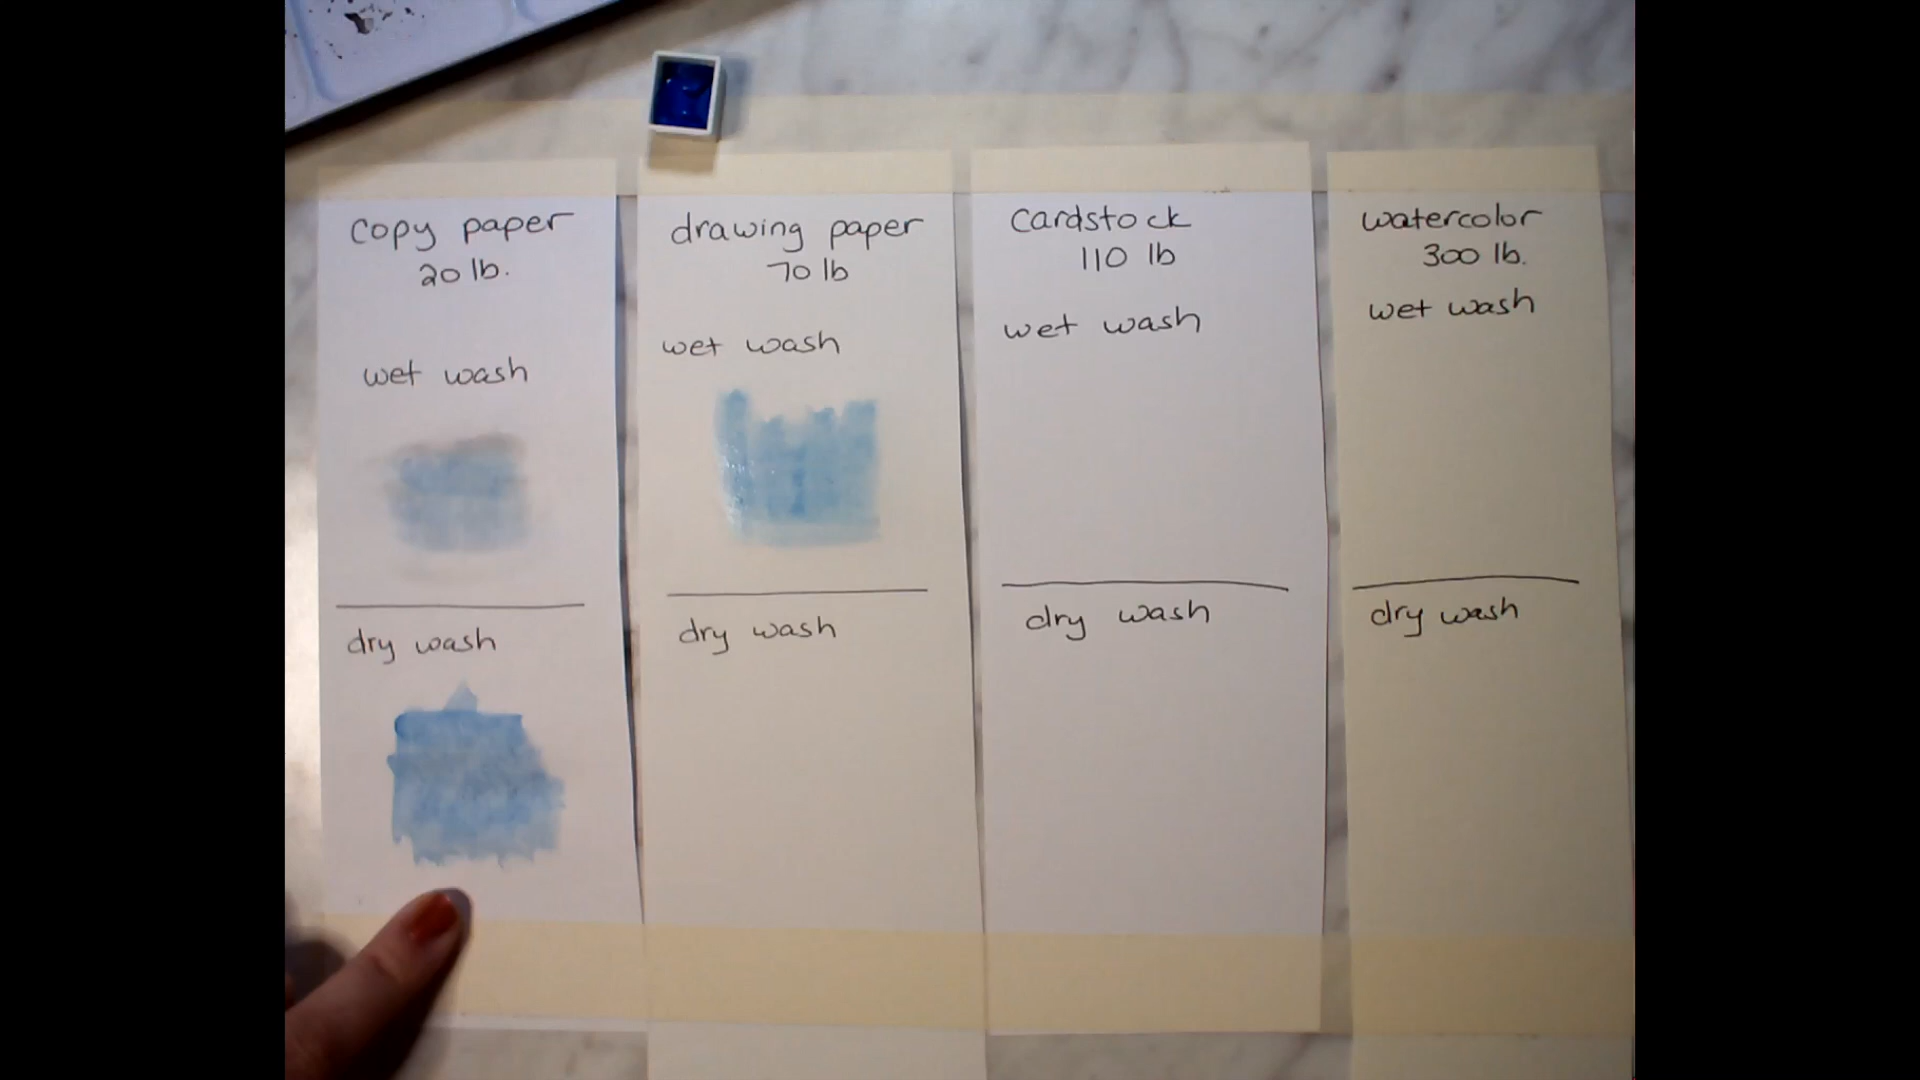 copy paper
20 lb.
wet wash
dry wash
drawing paper
70 lb
wet wash
dry wash
cardstock
110 lb
wet wash
dry wash
watercolor
300 lb.
wet wash
dry wash